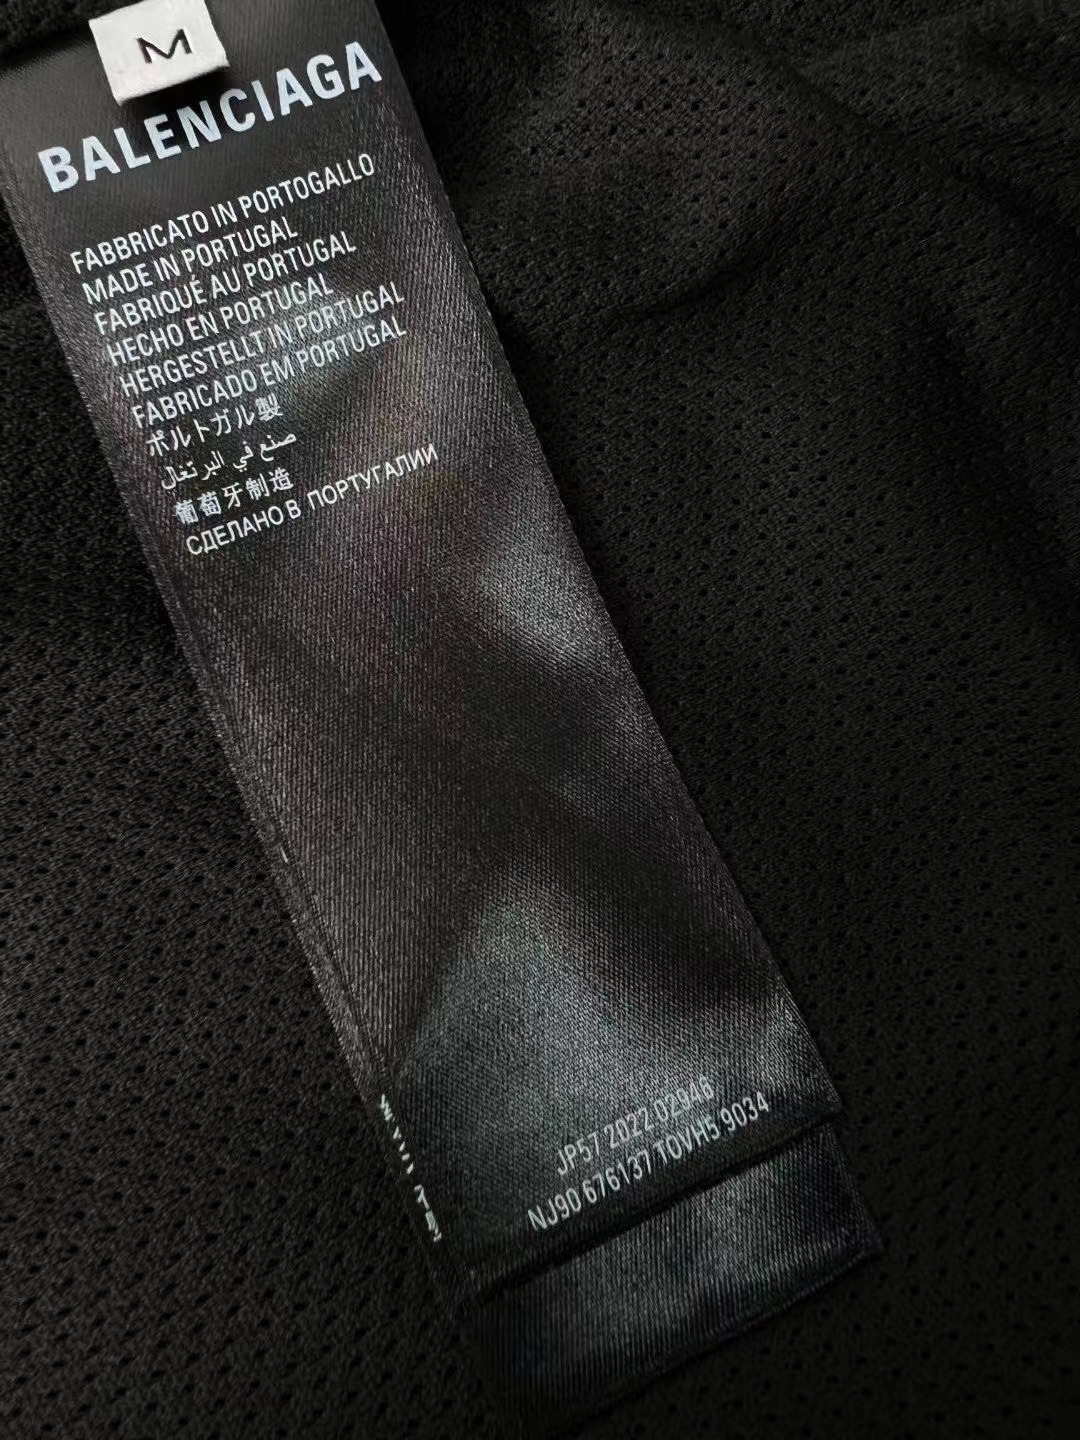 M
BALENCIAGA
FABBRICATO IN PORTOGALLO
MADE IN PORTUGAL
FABRIQUÉ AU PORTUGAL
HECHO EN PORTUGAL
HERGESTELLT IN PORTUGAL
FABRICADO EM PORTUGAL
ポルトガル製
صنع في البرتغال
葡萄牙制造
СДЕЛАНО В ПОРТУГАЛИИ
JP57 2022 02946
NJ90 676137 TOVH5 9034